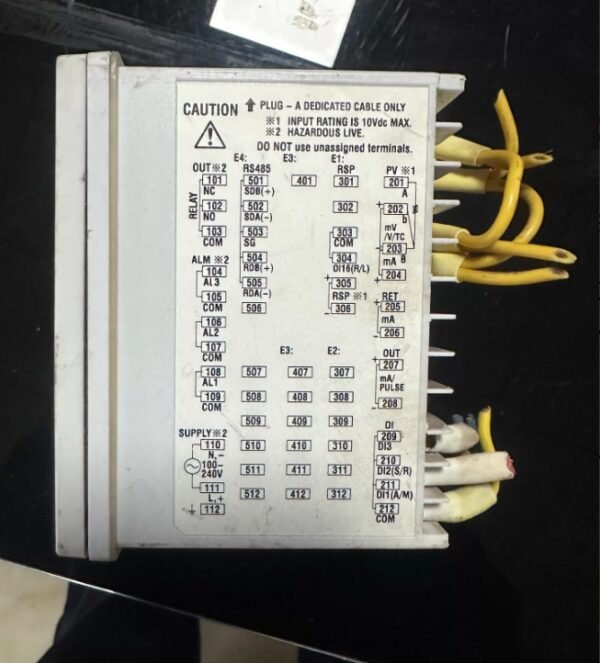 CAUTION PLUG - A DEDICATED CABLE ONLY
※1 INPUT RATING IS 10Vdc MAX.
※2 HAZARDOUS LIVE.
DO NOT use unassigned terminals.
OUT※2
RELAY
101
NC
102
NO
103
COM
ALM ※2
104
AL3
105
COM
106
AL2
107
COM
108
AL1
109
COM
SUPPLY※2
110
N,-
100-
240V
111
L,+
112
E4:
RS485
501
SDB(+)
502
SDA(-)
503
SG
504
RDB(+)
505
RDA(-)
506
507
508
509
510
511
512
E3:
401
E3:
407
408
409
410
411
412
E1:
RSP
301
302
303
COM
304
DI16(R/L)
+
305
RSP ※1
- 306
E2:
307
308
309
310
311
312
PV ※1
201
A
+ 202
b
mV
/V/TC
203
mA B
+ 204
RET
+ 205
mA
- 206
OUT
+ 207
mA/
PULSE
- 208
DI
209
DI3
210
DI2(S/R)
211
DI1(A/M)
212
COM